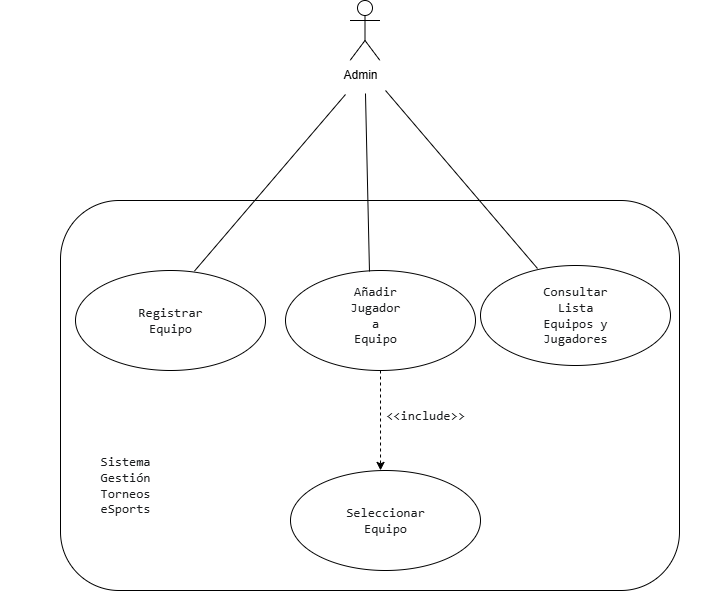 Admin
Registrar
Equipo
Añadir
Jugador
a
Equipo
Consultar
Lista
Equipos y
Jugadores
<<include>>
Sistema
Gestión
Torneos
eSports
Seleccionar
Equipo